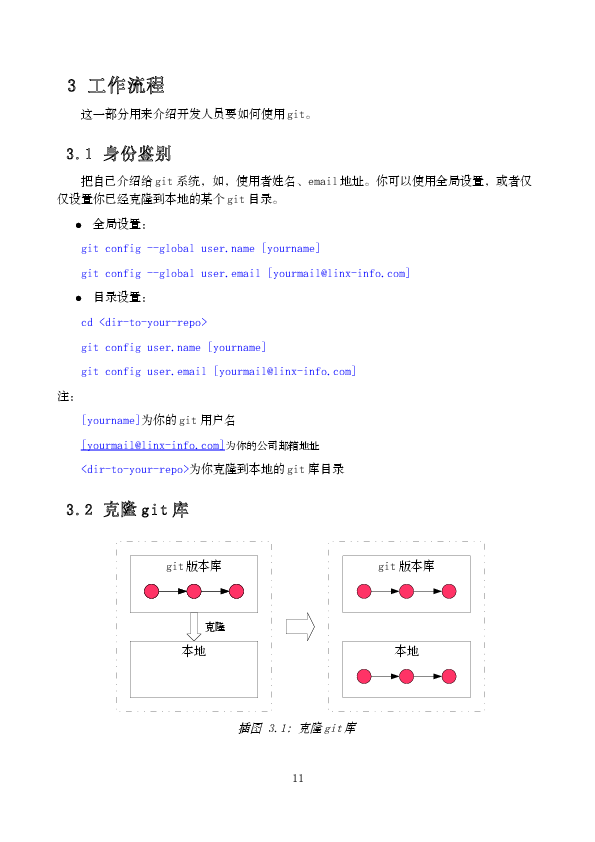 3 工作流程
这一部分用来介绍开发人员要如何使用git。
3.1 身份鉴别
把自己介绍给git系统，如，使用者姓名、email地址。你可以使用全局设置，或者仅
仅设置你已经克隆到本地的某个git目录。
● 全局设置：
git config --global user.name [yourname]
git config --global user.email [yourmail@linx-info.com]
● 目录设置：
cd <dir-to-your-repo>
git config user.name [yourname]
git config user.email [yourmail@linx-info.com]
注：
[yourname]为你的git用户名
[yourmail@linx-info.com]为你的公司邮箱地址
<dir-to-your-repo>为你克隆到本地的git库目录
3.2 克隆git库
git版本库
git版本库
克隆
本地
本地
插图 3.1: 克隆git库
11